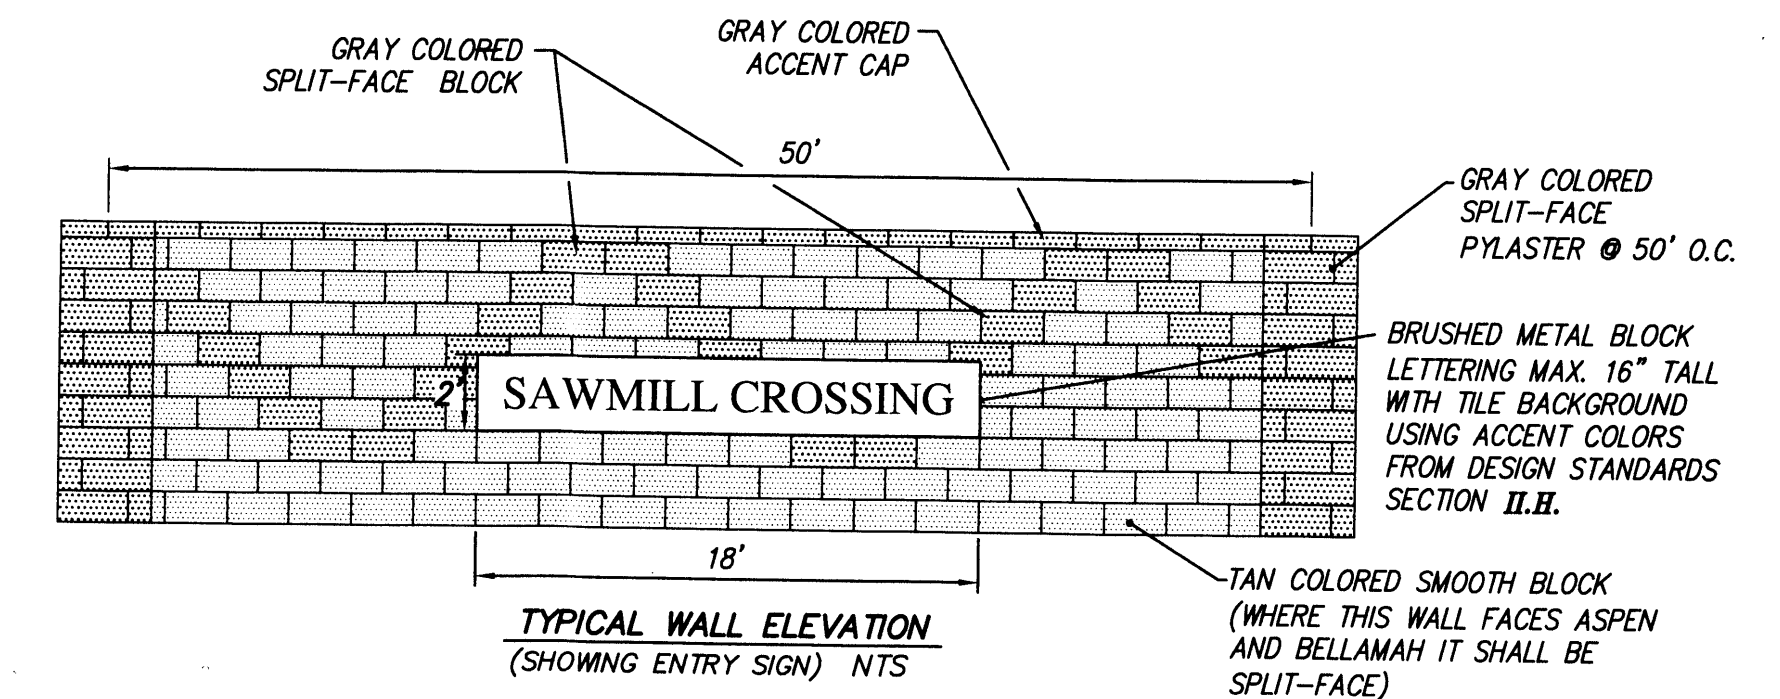 GRAY COLORED
SPLIT-FACE BLOCK
GRAY COLORED
ACCENT CAP
50'
GRAY COLORED
SPLIT-FACE
PYLASTER @ 50' O.C.
BRUSHED METAL BLOCK
LETTERING MAX. 16" TALL
WITH TILE BACKGROUND
USING ACCENT COLORS
FROM DESIGN STANDARDS
SECTION II.H.
2'
SAWMILL CROSSING
18'
TAN COLORED SMOOTH BLOCK
(WHERE THIS WALL FACES ASPEN
AND BELLAMAH IT SHALL BE
SPLIT-FACE)
TYPICAL WALL ELEVATION
(SHOWING ENTRY SIGN) NTS